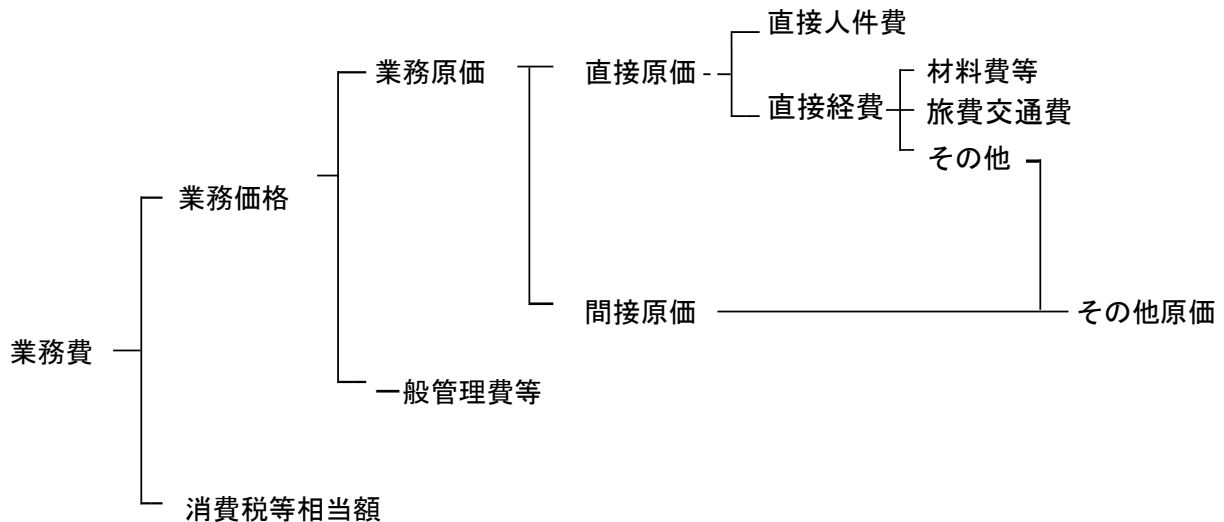 直接人件費
業務原価
直接原価
材料費等
直接経費
旅費交通費
その他
業務価格
間接原価
その他原価
業務費
一般管理費等
消費税等相当額